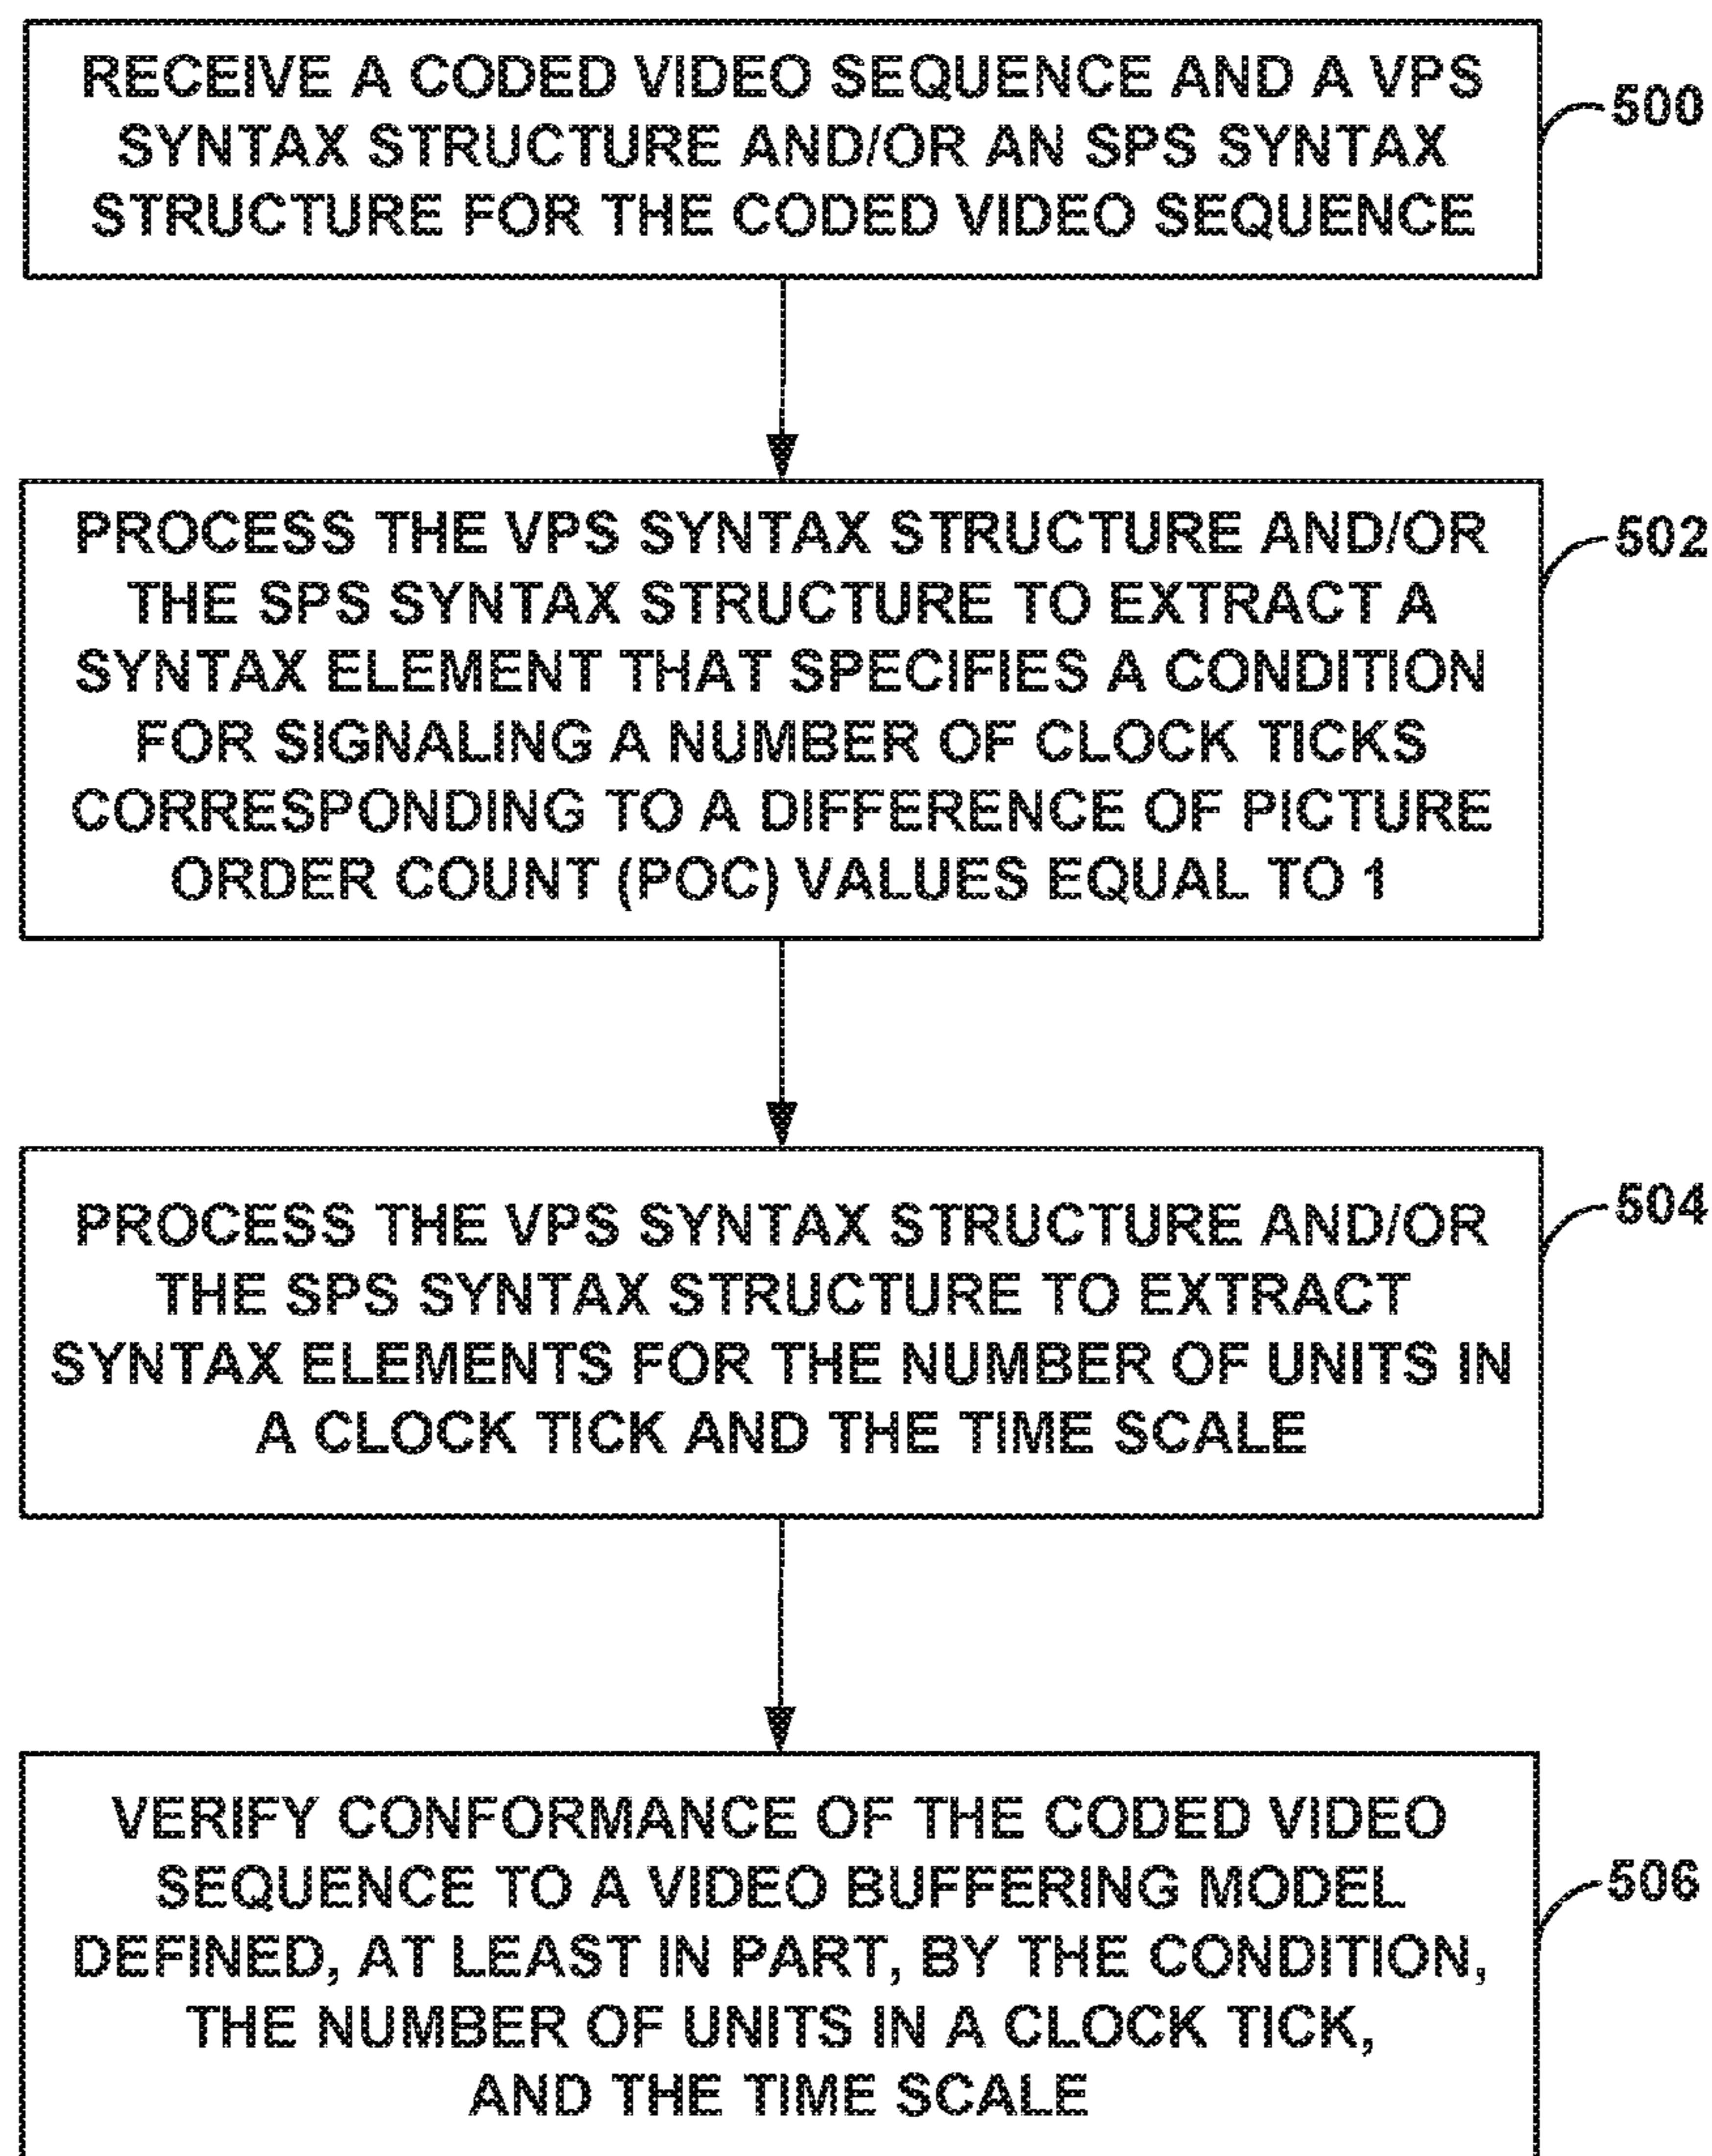 RECEIVE A CODED VIDEO SEQUENCE AND A VPS
SYNTAX STRUCTURE AND/OR AN SPS SYNTAX
STRUCTURE FOR THE CODED VIDEO SEQUENCE
500
PROCESS THE VPS SYNTAX STRUCTURE AND/OR
THE SPS SYNTAX STRUCTURE TO EXTRACT A
SYNTAX ELEMENT THAT SPECIFIES A CONDITION
FOR SIGNALING A NUMBER OF CLOCK TICKS
CORRESPONDING TO A DIFFERENCE OF PICTURE
ORDER COUNT (POC) VALUES EQUAL TO 1
502
PROCESS THE VPS SYNTAX STRUCTURE AND/OR
THE SPS SYNTAX STRUCTURE TO EXTRACT
SYNTAX ELEMENTS FOR THE NUMBER OF UNITS IN
A CLOCK TICK AND THE TIME SCALE
504
VERIFY CONFORMANCE OF THE CODED VIDEO
SEQUENCE TO A VIDEO BUFFERING MODEL
DEFINED, AT LEAST IN PART, BY THE CONDITION,
THE NUMBER OF UNITS IN A CLOCK TICK,
AND THE TIME SCALE
506